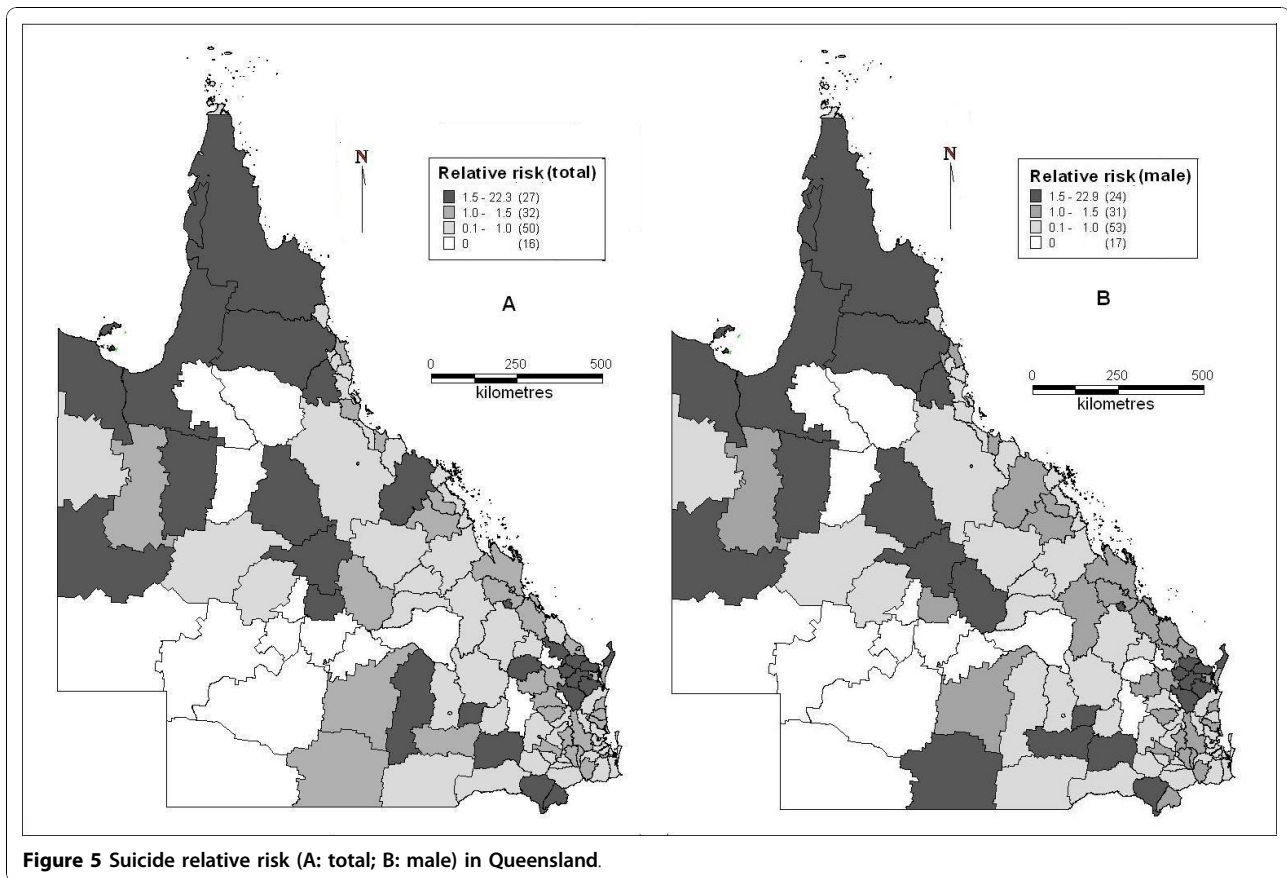 N
Relative risk (total)
1.5 - 22.3 (27)
1.0 - 1.5 (32)
0.1 - 1.0 (50)
0 (16)
A
0 250 500
kilometres
N
Relative risk (male)
1.5 - 22.9 (24)
1.0 - 1.5 (31)
0.1 - 1.0 (53)
0 (17)
B
0 250 500
kilometres
Figure 5 Suicide relative risk (A: total; B: male) in Queensland.